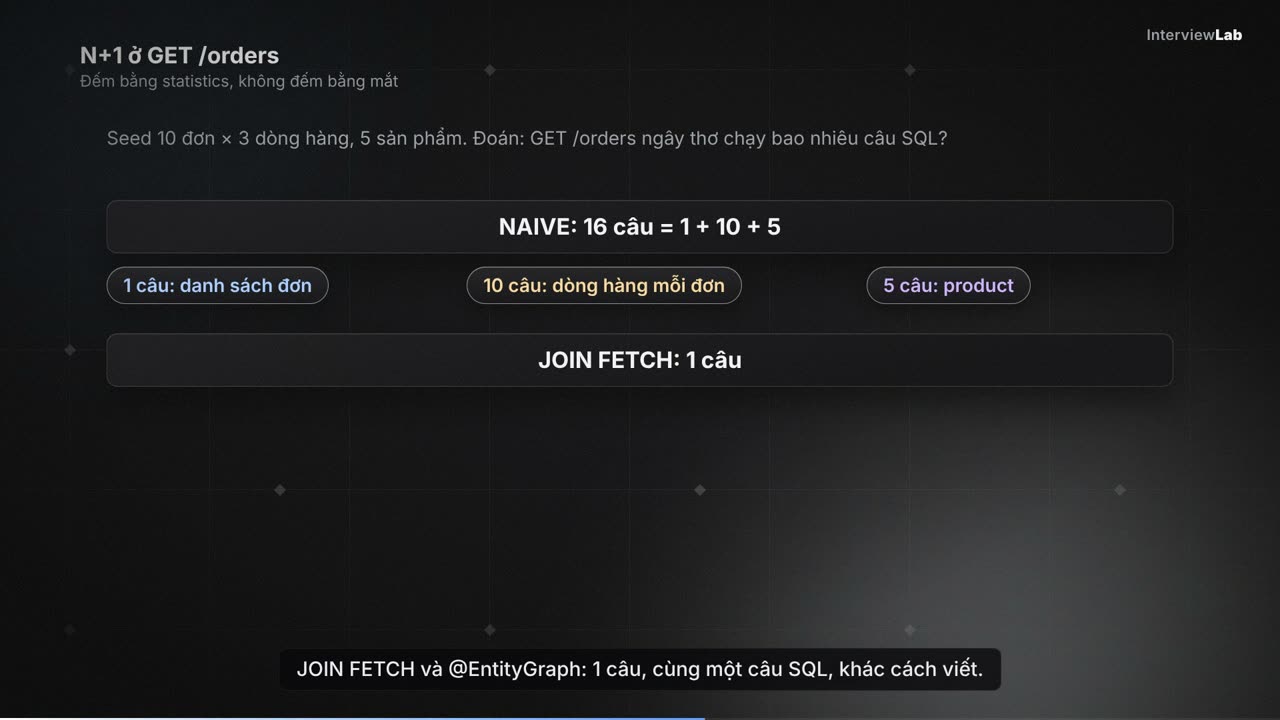 InterviewLab
N+1 ở GET /orders
Đếm bằng statistics, không đếm bằng mắt
Seed 10 đơn × 3 dòng hàng, 5 sản phẩm. Đoán: GET /orders ngây thơ chạy bao nhiêu câu SQL?
NAIVE: 16 câu = 1 + 10 + 5
1 câu: danh sách đơn
10 câu: dòng hàng mỗi đơn
5 câu: product
JOIN FETCH: 1 câu
JOIN FETCH và @EntityGraph: 1 câu, cùng một câu SQL, khác cách viết.